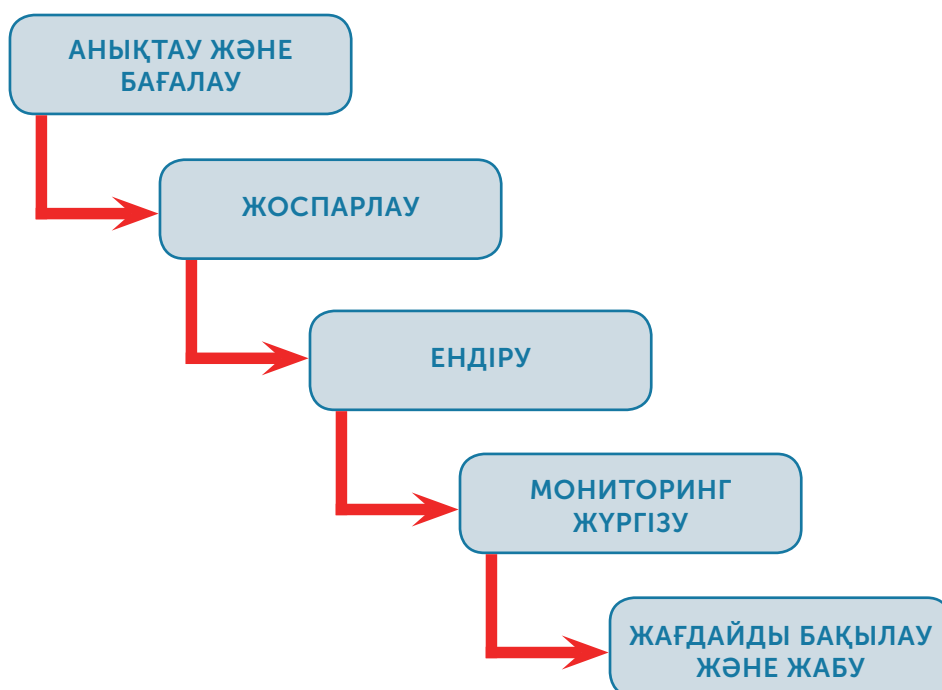 АНЫҚТАУ ЖӘНЕ
БАҒАЛАУ
ЖОСПАРЛАУ
ЕНДІРУ
МОНИТОРИНГ
ЖҮРГІЗУ
ЖАҒДАЙДЫ БАҚЫЛАУ
ЖӘНЕ ЖАБУ